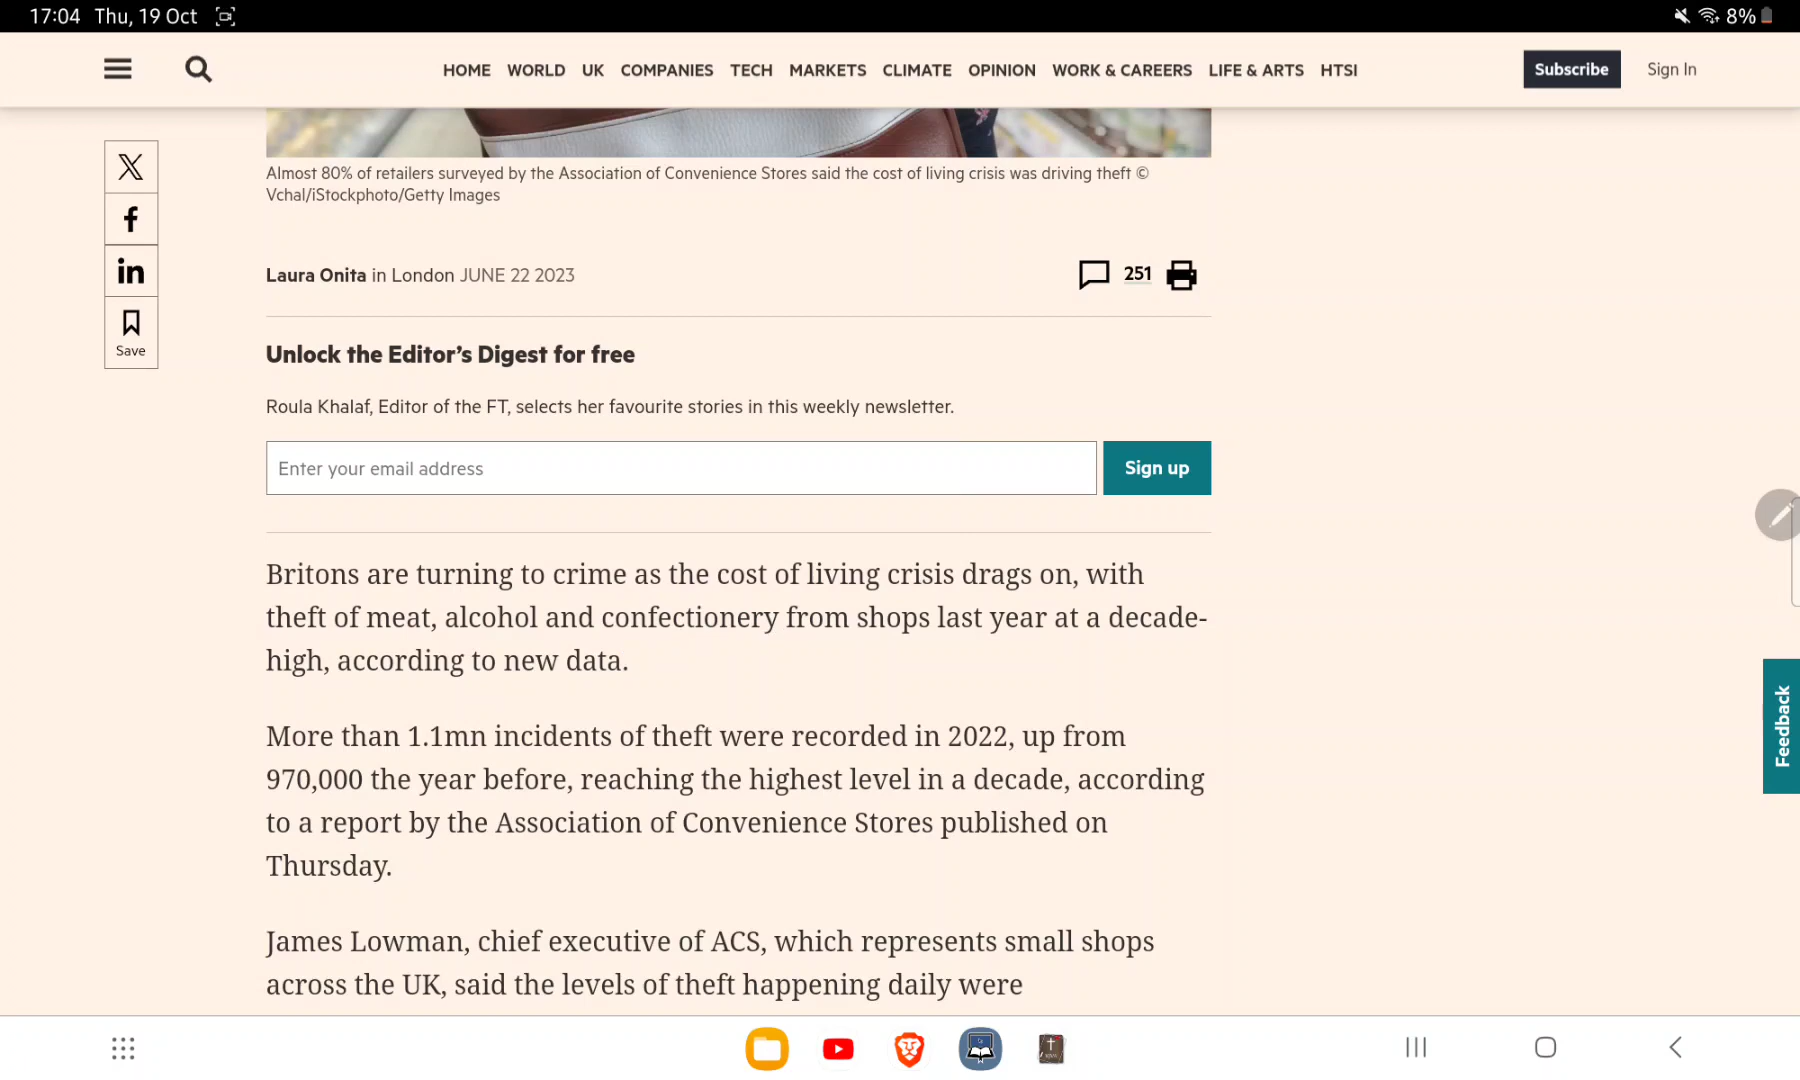 17:04 Thu, 19 Oct
8%
HOME WORLD UK COMPANIES TECH MARKETS CLIMATE OPINION WORK & CAREERS LIFE & ARTS HTSI
Subscribe
Sign In
Almost 80% of retailers surveyed by the Association of Convenience Stores said the cost of living crisis was driving theft ©
Vchal/iStockphoto/Getty Images
Save
Laura Onita in London JUNE 22 2023
251
Unlock the Editor’s Digest for free
Roula Khalaf, Editor of the FT, selects her favourite stories in this weekly newsletter.
Enter your email address
Sign up
Britons are turning to crime as the cost of living crisis drags on, with
theft of meat, alcohol and confectionery from shops last year at a decade-
high, according to new data.
More than 1.1mn incidents of theft were recorded in 2022, up from
970,000 the year before, reaching the highest level in a decade, according
to a report by the Association of Convenience Stores published on
Thursday.
James Lowman, chief executive of ACS, which represents small shops
across the UK, said the levels of theft happening daily were
Feedback